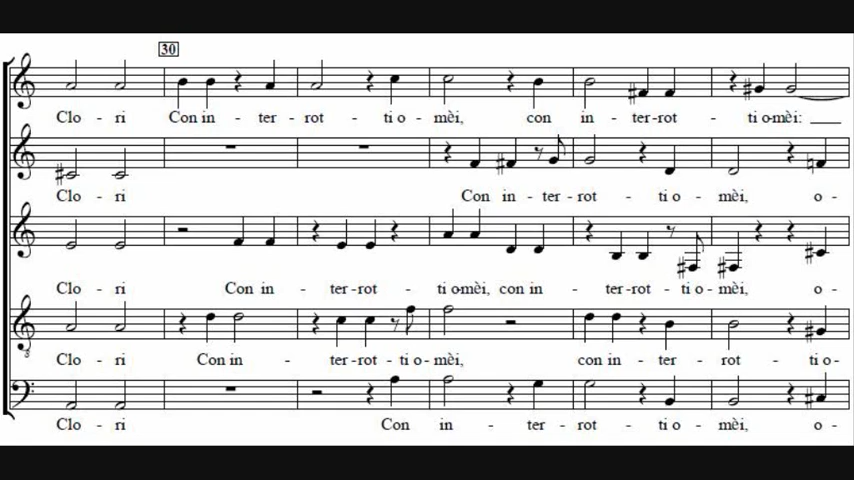 30
Clo - ri Con in - ter - rot - ti o - mèi, con in - ter - rot - ti o-mèi:
Clo - ri Con in - ter - rot - ti o - mèi, o -
Clo - ri Con in - ter - rot - ti o-mèi, con in - ter - rot - ti o - mèi, o -
8
Clo - ri Con in - ter - rot - ti o - mèi, con in - ter - rot - ti o -
Clo - ri Con in - ter - rot - ti o - mèi, o -